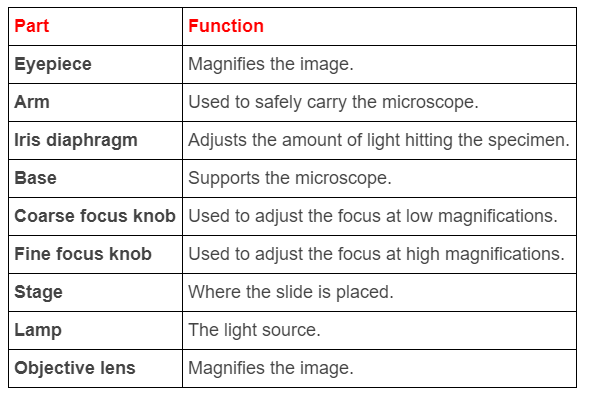 Part Function
Eyepiece Magnifies the image.
Arm Used to safely carry the microscope.
Iris diaphragm Adjusts the amount of light hitting the specimen.
Base Supports the microscope.
Coarse focus knob Used to adjust the focus at low magnifications.
Fine focus knob Used to adjust the focus at high magnifications.
Stage Where the slide is placed.
Lamp The light source.
Objective lens Magnifies the image.